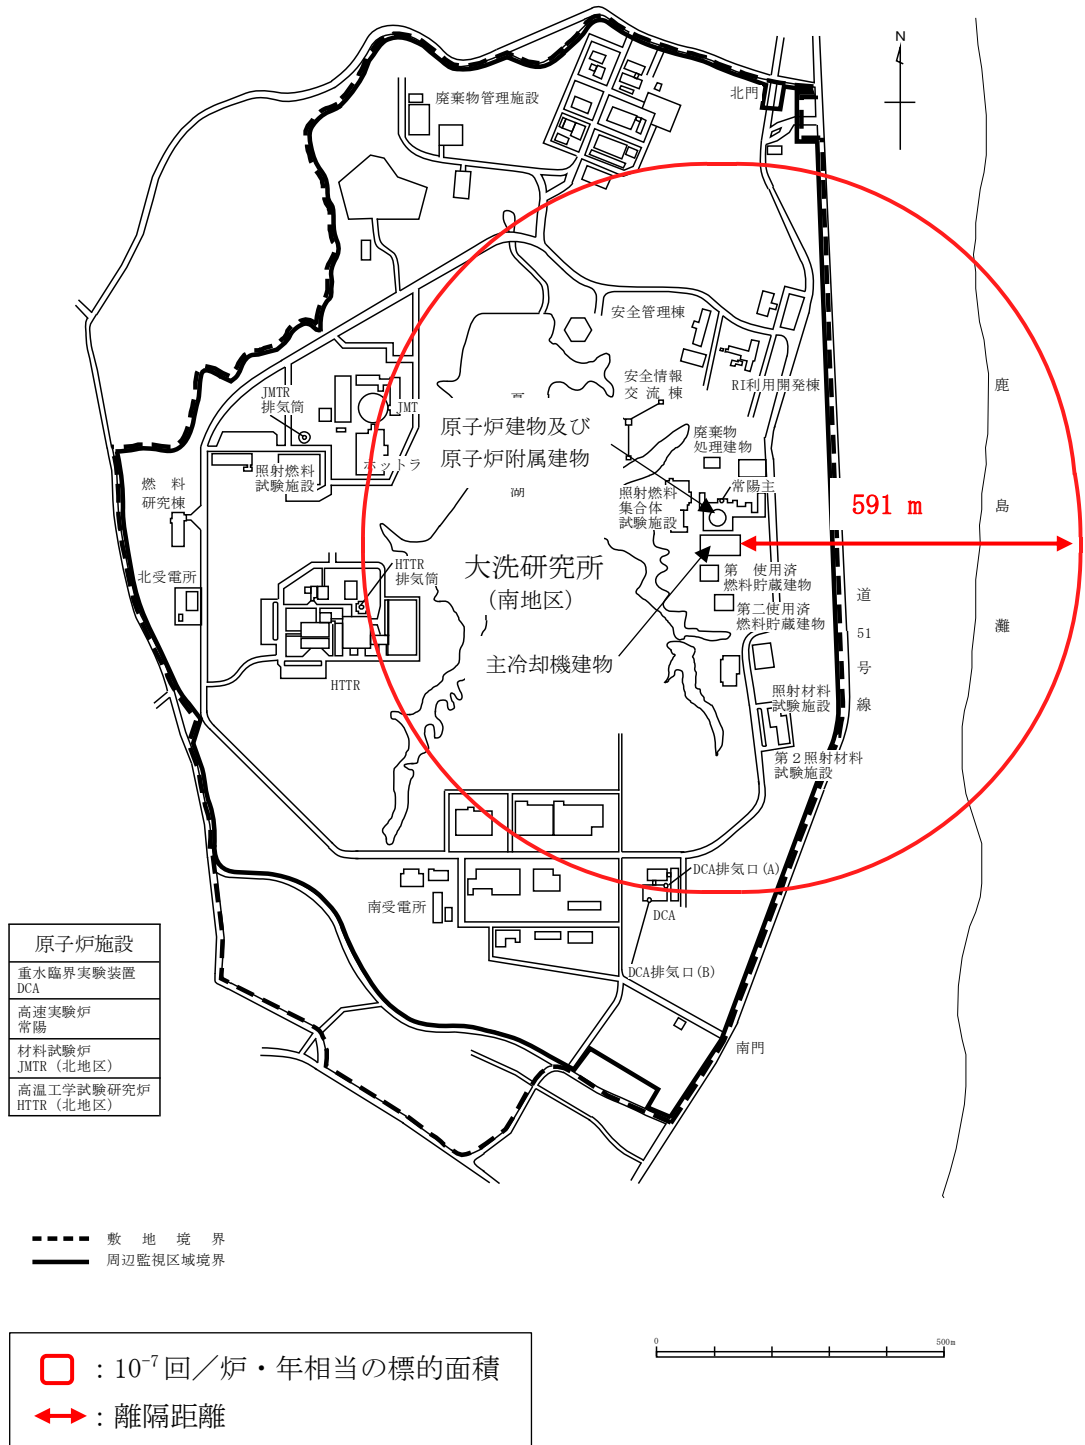 N
北門
廃棄物管理施設
安全管理棟
安全情報
交流棟
RI利用開発棟
鹿
島
灘
JMTR
排気筒
JMT
夏
湖
原子炉建物及び
原子炉附属建物
廃棄物
処理建物
ホットラ
照射燃料
試験施設
燃 料
研究棟
照射燃料
集合体
試験施設
常陽主
591 m
北受電所
HTTR
排気筒
大洗研究所
(南地区)
第 使用済
燃料貯蔵建物
第二使用済
燃料貯蔵建物
道
51
号
線
主冷却機建物
HTTR
照射材料
試験施設
第2照射材料
試験施設
DCA排気口(A)
南受電所
DCA
DCA排気口(B)
南門
原子炉施設
重水臨界実験装置
DCA
高速実験炉
常陽
材料試験炉
JMTR (北地区)
高温工学試験研究炉
HTTR (北地区)
敷 地 境 界
周辺監視区域境界
0 500m
:10⁻⁷回/炉・年相当の標的面積
:離隔距離